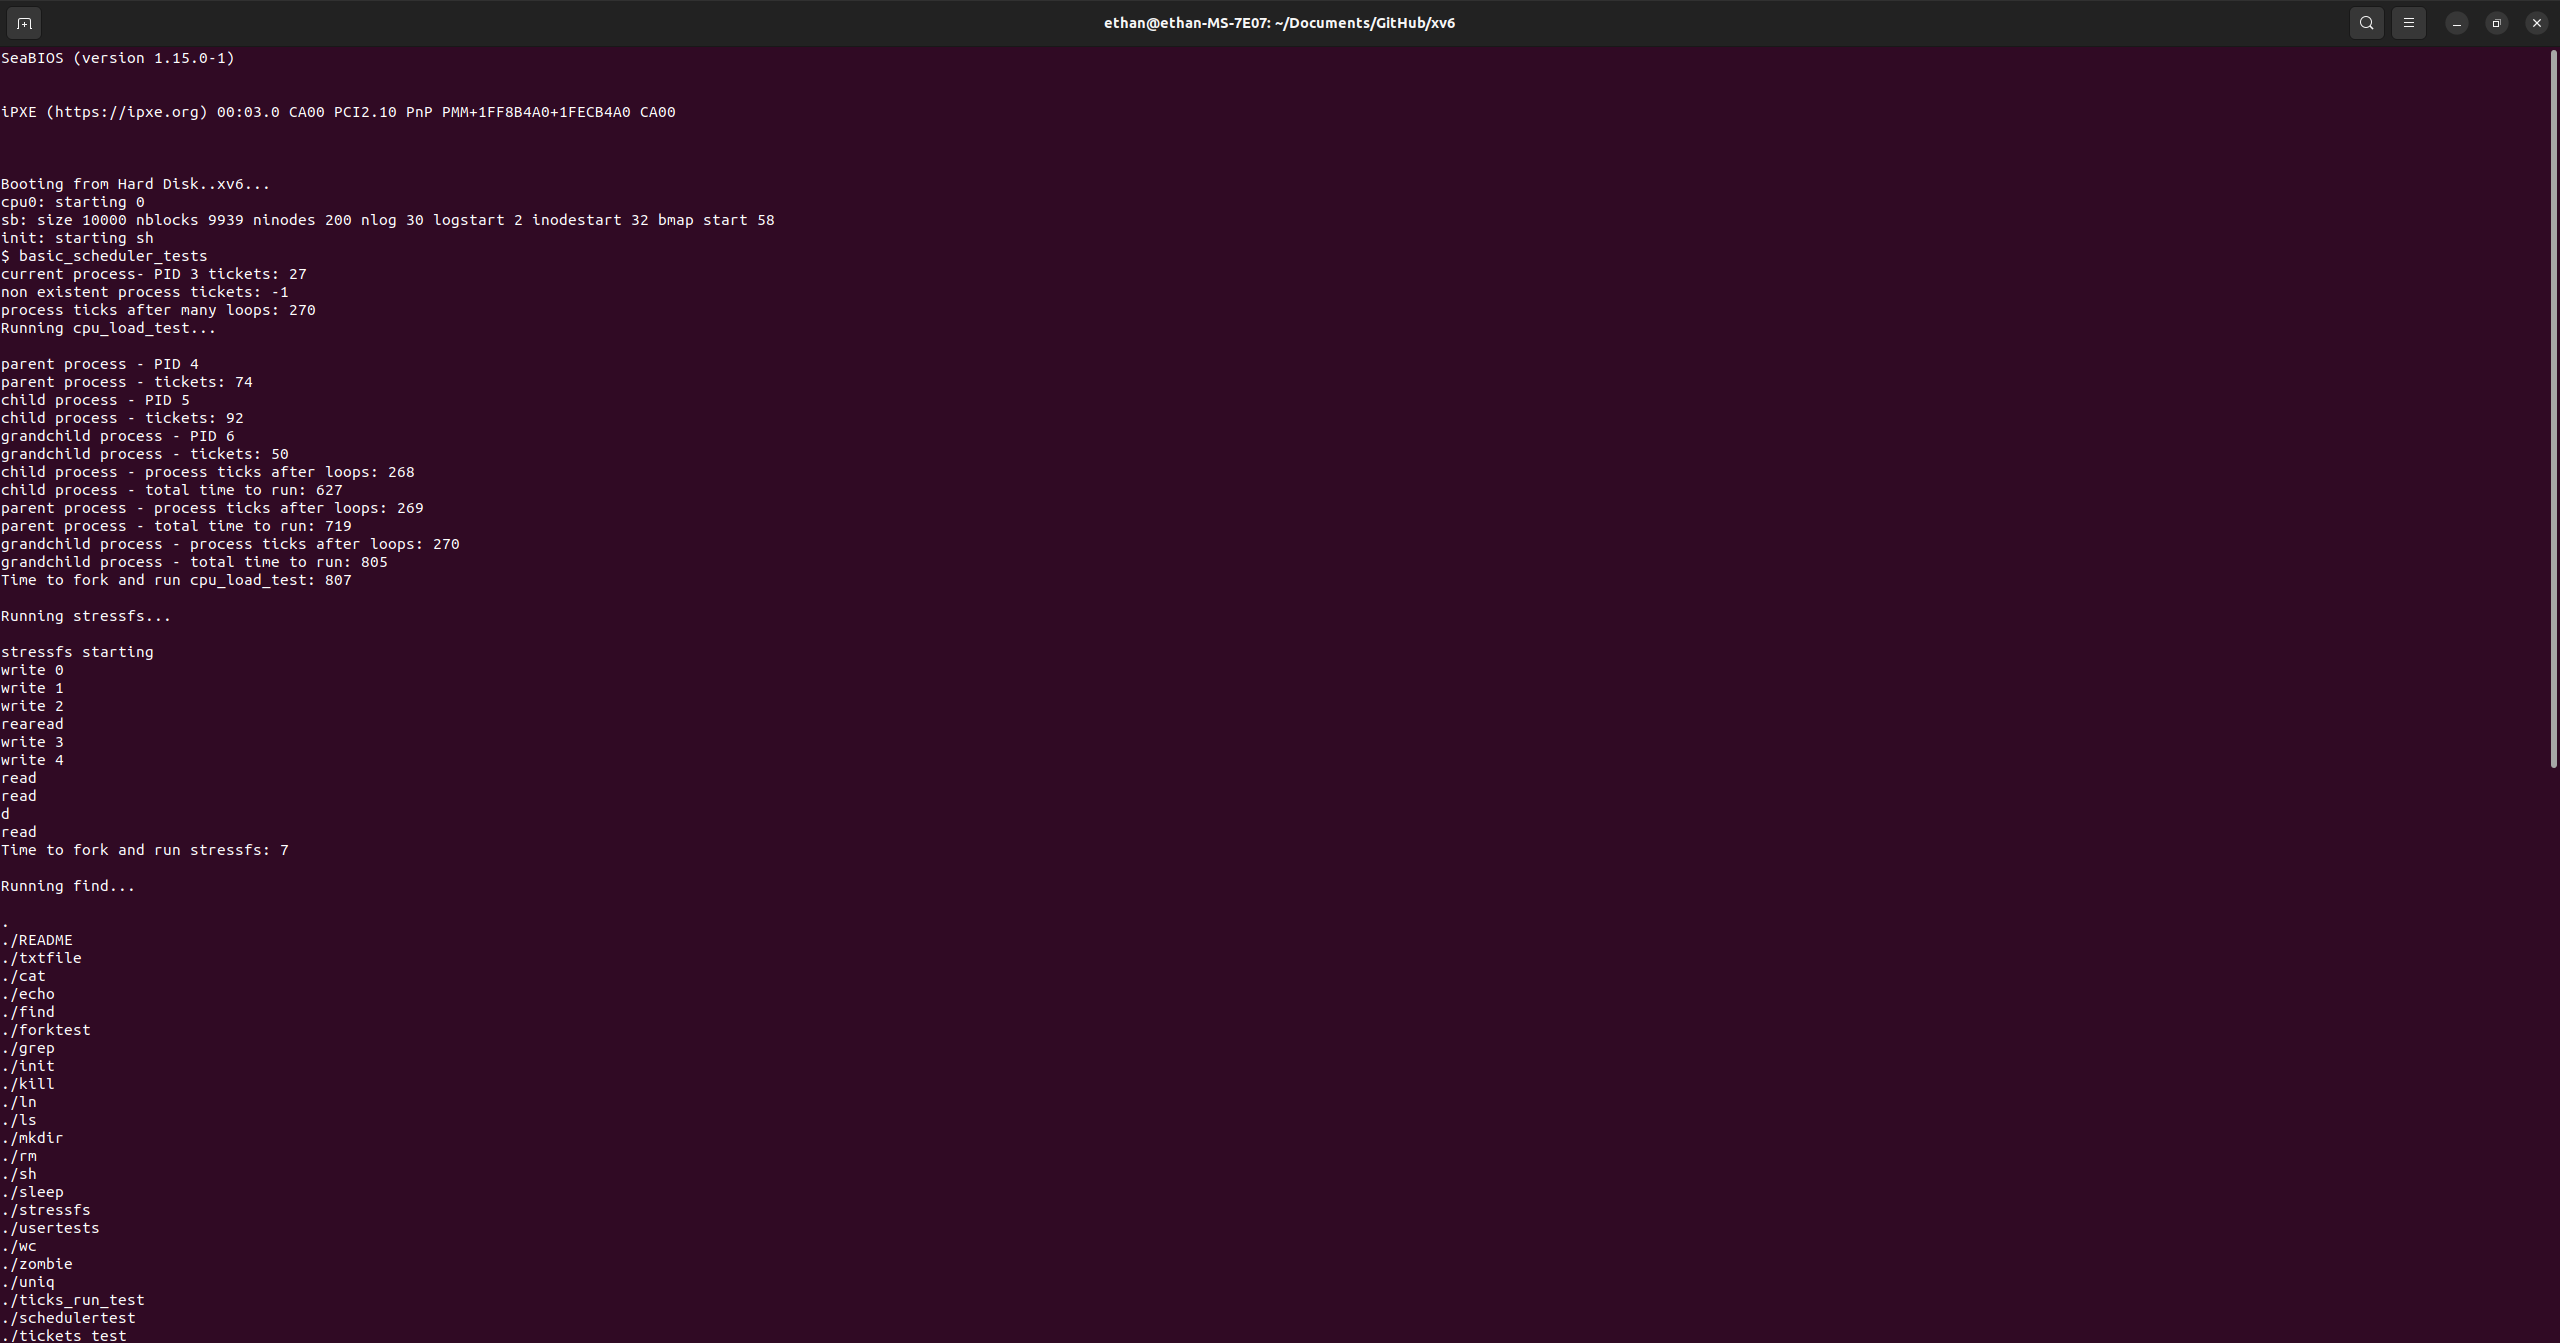 ethan@ethan-MS-7E07: ~/Documents/GitHub/xv6
SeaBIOS (version 1.15.0-1)
iPXE (https://ipxe.org) 00:03.0 CA00 PCI2.10 PnP PMM+1FF8B4A0+1FECB4A0 CA00
Booting from Hard Disk..xv6...
cpu0: starting 0
sb: size 10000 nblocks 9939 ninodes 200 nlog 30 logstart 2 inodestart 32 bmap start 58
init: starting sh
$ basic_scheduler_tests
current process- PID 3 tickets: 27
non existent process tickets: -1
process ticks after many loops: 270
Running cpu_load_test...
parent process - PID 4
parent process - tickets: 74
child process - PID 5
child process - tickets: 92
grandchild process - PID 6
grandchild process - tickets: 50
child process - process ticks after loops: 268
child process - total time to run: 627
parent process - process ticks after loops: 269
parent process - total time to run: 719
grandchild process - process ticks after loops: 270
grandchild process - total time to run: 805
Time to fork and run cpu_load_test: 807
Running stressfs...
stressfs starting
write 0
write 1
write 2
rearead
write 3
write 4
read
read
d
read
Time to fork and run stressfs: 7
Running find...
.
./README
./txtfile
./cat
./echo
./find
./forktest
./grep
./init
./kill
./ln
./ls
./mkdir
./rm
./sh
./sleep
./stressfs
./usertests
./wc
./zombie
./uniq
./ticks_run_test
./schedulertest
./tickets_test